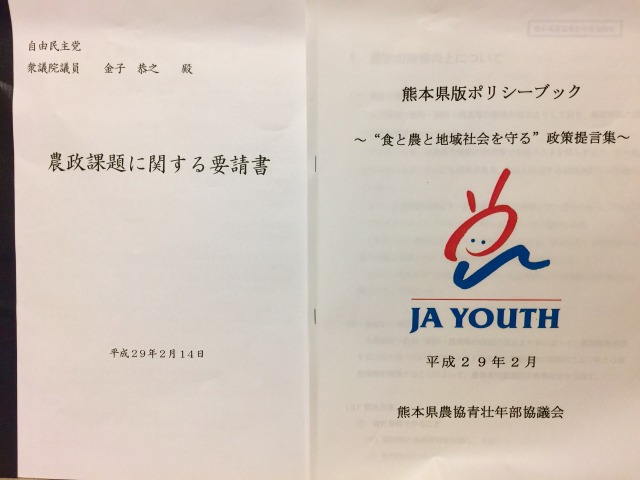 自由民主党
衆議院議員　金子　恭之　殿
農政課題に関する要請書
平成29年2月14日
熊本県版ポリシーブック
～“食と農と地域社会を守る”政策提言集～
JA YOUTH
平成29年2月
熊本県農協青壮年部協議会